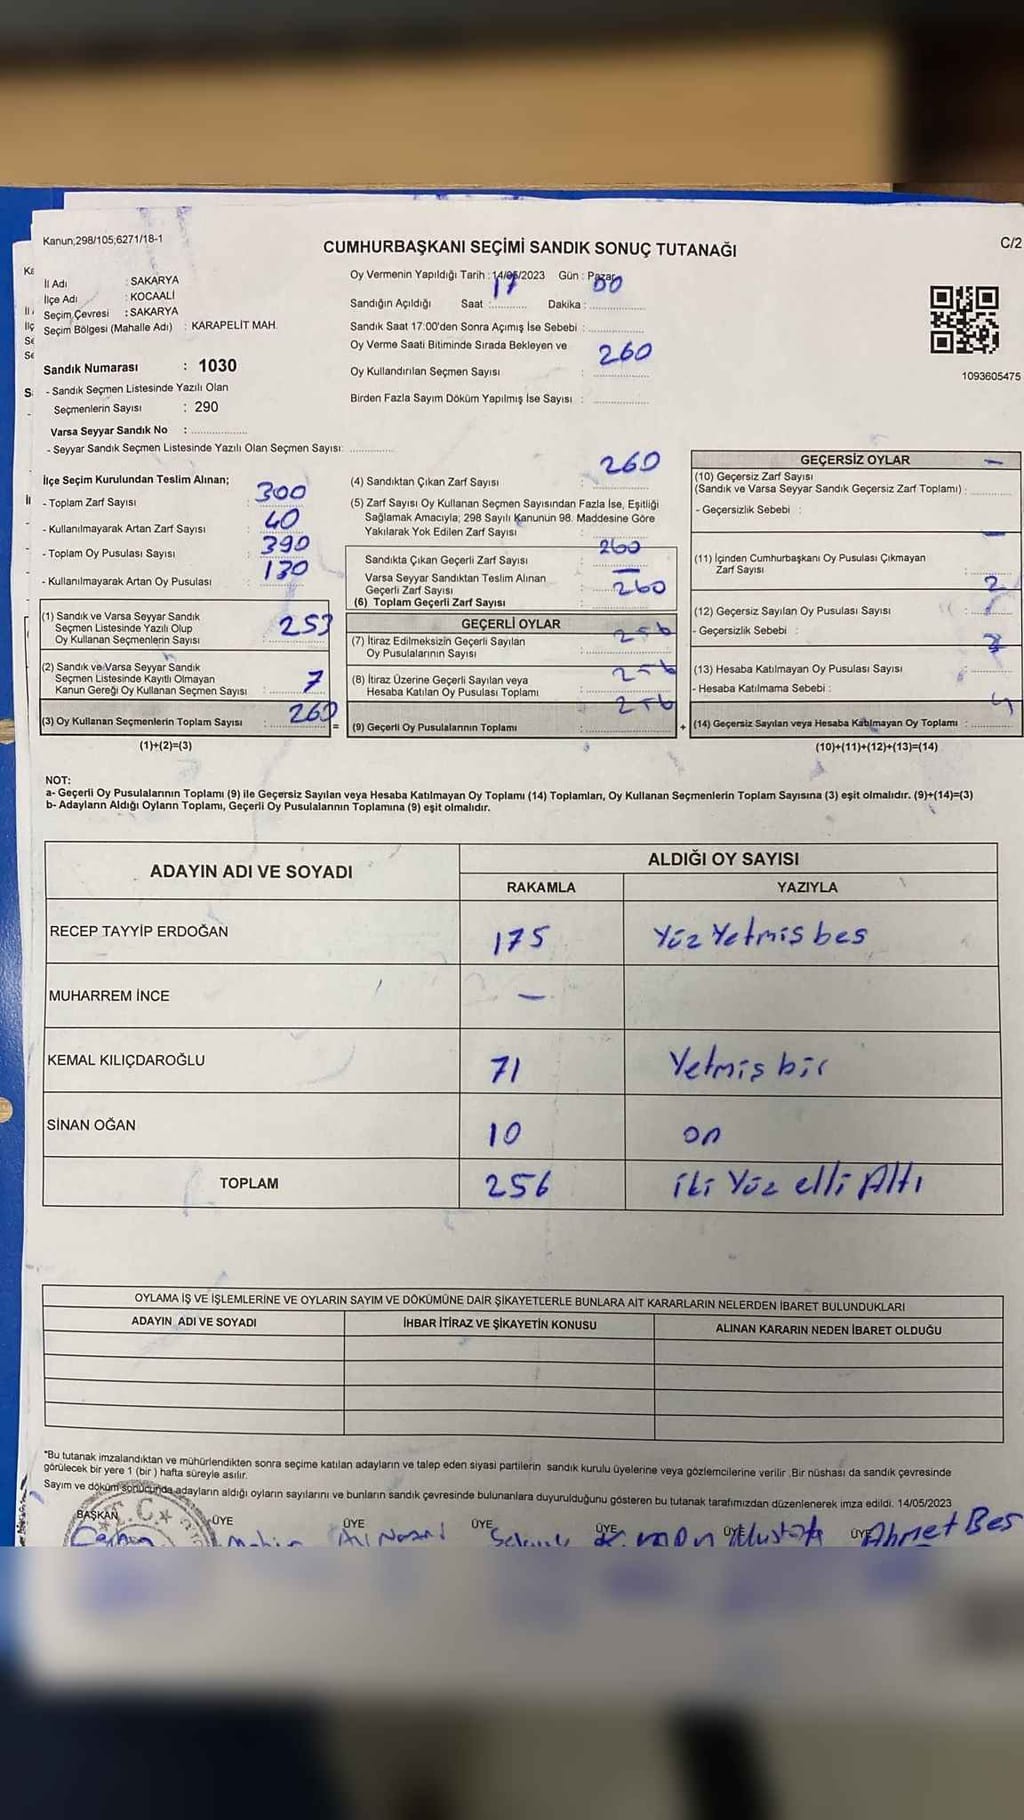 Kanun;298/105;6271/18-1
C/2
CUMHURBAŞKANI SEÇİMİ SANDIK SONUÇ TUTANAĞI
İl Adı : SAKARYA
İlçe Adı : KOCAALİ
Seçim Çevresi : SAKARYA
Seçim Bölgesi (Mahalle Adı) : KARAPELİT MAH.
Sandık Numarası : 1030
- Sandık Seçmen Listesinde Yazılı Olan
Seçmenlerin Sayısı : 290
Varsa Seyyar Sandık No :
- Seyyar Sandık Seçmen Listesinde Yazılı Olan Seçmen Sayısı:
Oy Vermenin Yapıldığı Tarih : 14/05/2023 Gün : Pazar
Sandığın Açıldığı Saat : 17 Dakika : 00
Sandık Saat 17:00'den Sonra Açımış İse Sebebi :
Oy Verme Saati Bitiminde Sırada Bekleyen ve
Oy Kullandırılan Seçmen Sayısı : 260
Birden Fazla Sayım Döküm Yapılmış İse Sayısı :
1093605475
İlçe Seçim Kurulundan Teslim Alınan;
- Toplam Zarf Sayısı : 300
- Kullanılmayarak Artan Zarf Sayısı : 40
- Toplam Oy Pusulası Sayısı : 390
- Kullanılmayarak Artan Oy Pusulası : 130
(1) Sandık ve Varsa Seyyar Sandık
Seçmen Listesinde Yazılı Olup
Oy Kullanan Seçmenlerin Sayısı : 253
(2) Sandık ve Varsa Seyyar Sandık
Seçmen Listesinde Kayıtlı Olmayan
Kanun Gereği Oy Kullanan Seçmen Sayısı : 7
(3) Oy Kullanan Seçmenlerin Toplam Sayısı : 260 =
(1)+(2)=(3)
(4) Sandıktan Çıkan Zarf Sayısı : 260
(5) Zarf Sayısı Oy Kullanan Seçmen Sayısından Fazla İse, Eşitliği
Sağlamak Amacıyla; 298 Sayılı Kanunun 98. Maddesine Göre
Yakılarak Yok Edilen Zarf Sayısı :
Sandıkta Çıkan Geçerli Zarf Sayısı : 260
Varsa Seyyar Sandıktan Teslim Alınan
Geçerli Zarf Sayısı : —
(6) Toplam Geçerli Zarf Sayısı : 260
GEÇERLİ OYLAR
(7) İtiraz Edilmeksizin Geçerli Sayılan
Oy Pusulalarının Sayısı : 256
(8) İtiraz Üzerine Geçerli Sayılan veya
Hesaba Katılan Oy Pusulası Toplamı : 256
(9) Geçerli Oy Pusulalarının Toplamı : 256 +
GEÇERSİZ OYLAR
(10) Geçersiz Zarf Sayısı
(Sandık ve Varsa Seyyar Sandık Geçersiz Zarf Toplamı) : —
- Geçersizlik Sebebi :
(11) İçinden Cumhurbaşkanı Oy Pusulası Çıkmayan
Zarf Sayısı : —
(12) Geçersiz Sayılan Oy Pusulası Sayısı : 2
- Geçersizlik Sebebi :
(13) Hesaba Katılmayan Oy Pusulası Sayısı :
- Hesaba Katılmama Sebebi :
(14) Geçersiz Sayılan veya Hesaba Katılmayan Oy Toplamı : 4
(10)+(11)+(12)+(13)=(14)
NOT:
a- Geçerli Oy Pusulalarının Toplamı (9) ile Geçersiz Sayılan veya Hesaba Katılmayan Oy Toplamı (14) Toplamları, Oy Kullanan Seçmenlerin Toplam Sayısına (3) eşit olmalıdır. (9)+(14)=(3)
b- Adayların Aldığı Oyların Toplamı, Geçerli Oy Pusulalarının Toplamına (9) eşit olmalıdır.
ADAYIN ADI VE SOYADI ALDIĞI OY SAYISI
RAKAMLA YAZIYLA
RECEP TAYYİP ERDOĞAN 175 Yüz Yetmis bes
MUHARREM İNCE —
KEMAL KILIÇDAROĞLU 71 Yetmiş bir
SİNAN OĞAN 10 on
TOPLAM 256 iki Yüz elli Altı
OYLAMA İŞ VE İŞLEMLERİNE VE OYLARIN SAYIM VE DÖKÜMÜNE DAİR ŞİKAYETLERLE BUNLARA AİT KARARLARIN NELERDEN İBARET BULUNDUKLARI
ADAYIN ADI VE SOYADI İHBAR İTİRAZ VE ŞİKAYETİN KONUSU ALINAN KARARIN NEDEN İBARET OLDUĞU
*Bu tutanak imzalandıktan ve mühürlendikten sonra seçime katılan adayların ve talep eden siyasi partilerin sandık kurulu üyelerine veya gözlemcilerine verilir .Bir nüshası da sandık çevresinde
görülecek bir yere 1 (bir ) hafta süreyle asılır.
Sayım ve döküm sonucunda adayların aldığı oyların sayılarını ve bunların sandık çevresinde bulunanlara duyurulduğunu gösteren bu tutanak tarafımızdan düzenlenerek imza edildi. 14/05/2023
BAŞKAN ÜYE ÜYE ÜYE ÜYE ÜYE ÜYE
T.C. Mustafa Ahmet Bes